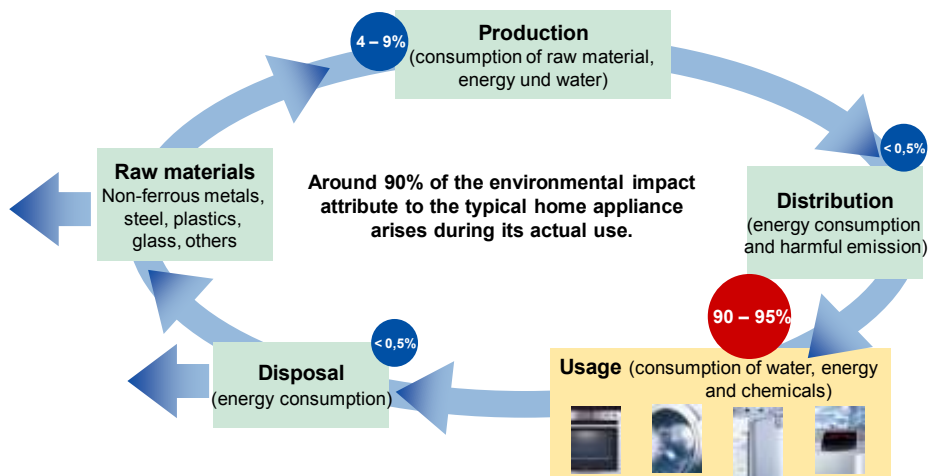 4 – 9%
Production
(consumption of raw material,
energy und water)
< 0,5%
Raw materials
Non-ferrous metals,
steel, plastics,
glass, others
Around 90% of the environmental impact
attribute to the typical home appliance
arises during its actual use.
Distribution
(energy consumption
and harmful emission)
90 – 95%
< 0,5%
Disposal
(energy consumption)
Usage (consumption of water, energy
and chemicals)